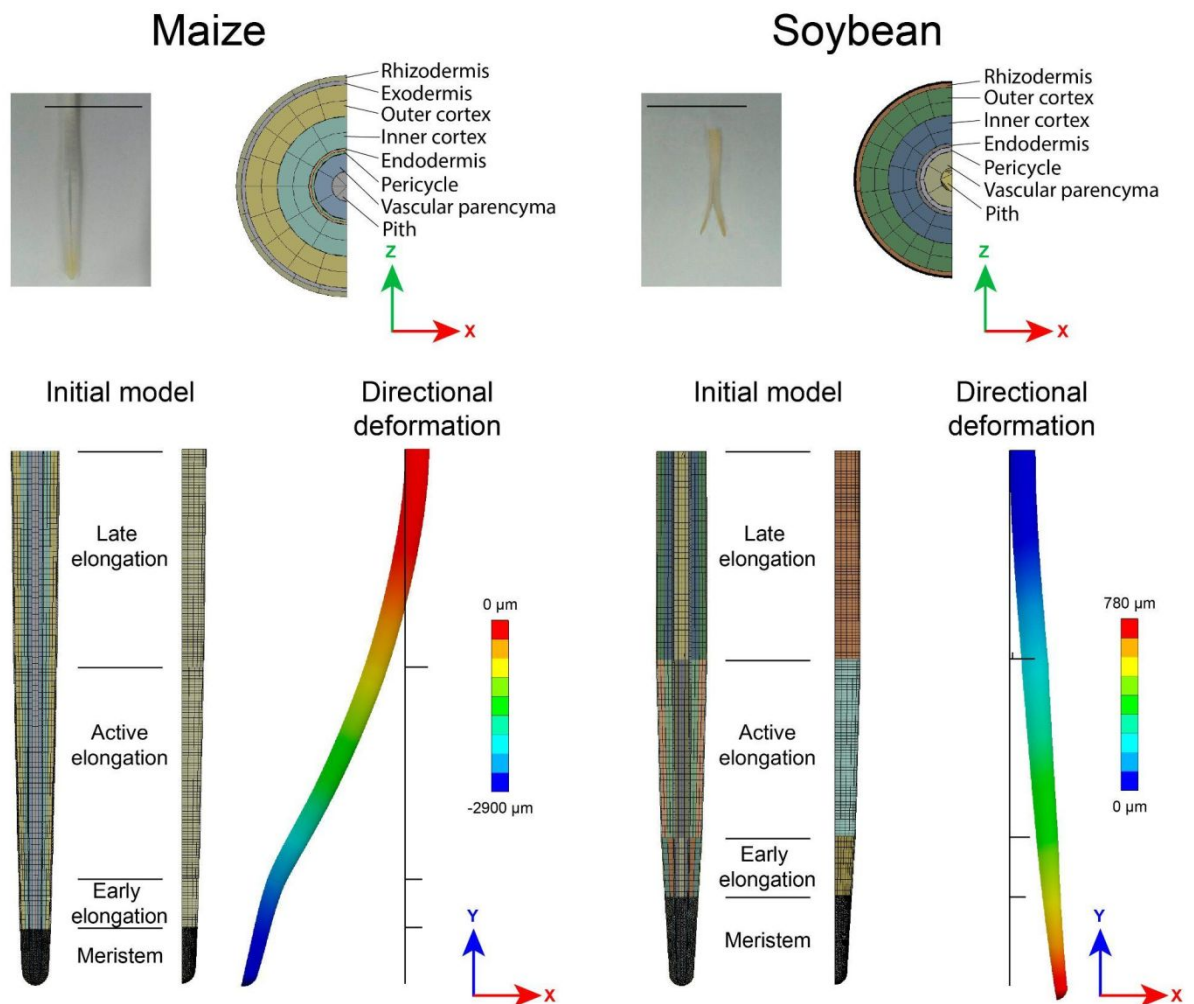 Maize
Rhizodermis
Exodermis
Outer cortex
Inner cortex
Endodermis
Pericycle
Vascular parencyma
Pith
Z
X
Initial model
Directional
deformation
Late
elongation
Active
elongation
Early
elongation
Meristem
0 µm
-2900 µm
Y
X
Soybean
Rhizodermis
Outer cortex
Inner cortex
Endodermis
Pericycle
Vascular parencyma
Pith
Z
X
Initial model
Directional
deformation
Late
elongation
Active
elongation
Early
elongation
Meristem
780 µm
0 µm
Y
X